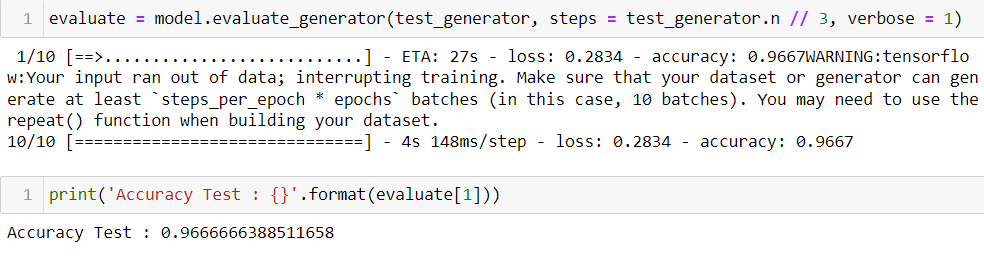 1 evaluate = model.evaluate_generator(test_generator, steps = test_generator.n // 3, verbose = 1)
1/10 [==>...........................] - ETA: 27s - loss: 0.2834 - accuracy: 0.9667WARNING:tensorflo
w:Your input ran out of data; interrupting training. Make sure that your dataset or generator can gen
erate at least `steps_per_epoch * epochs` batches (in this case, 10 batches). You may need to use the
repeat() function when building your dataset.
10/10 [==============================] - 4s 148ms/step - loss: 0.2834 - accuracy: 0.9667
1 print('Accuracy Test : {}'.format(evaluate[1]))
Accuracy Test : 0.9666666388511658